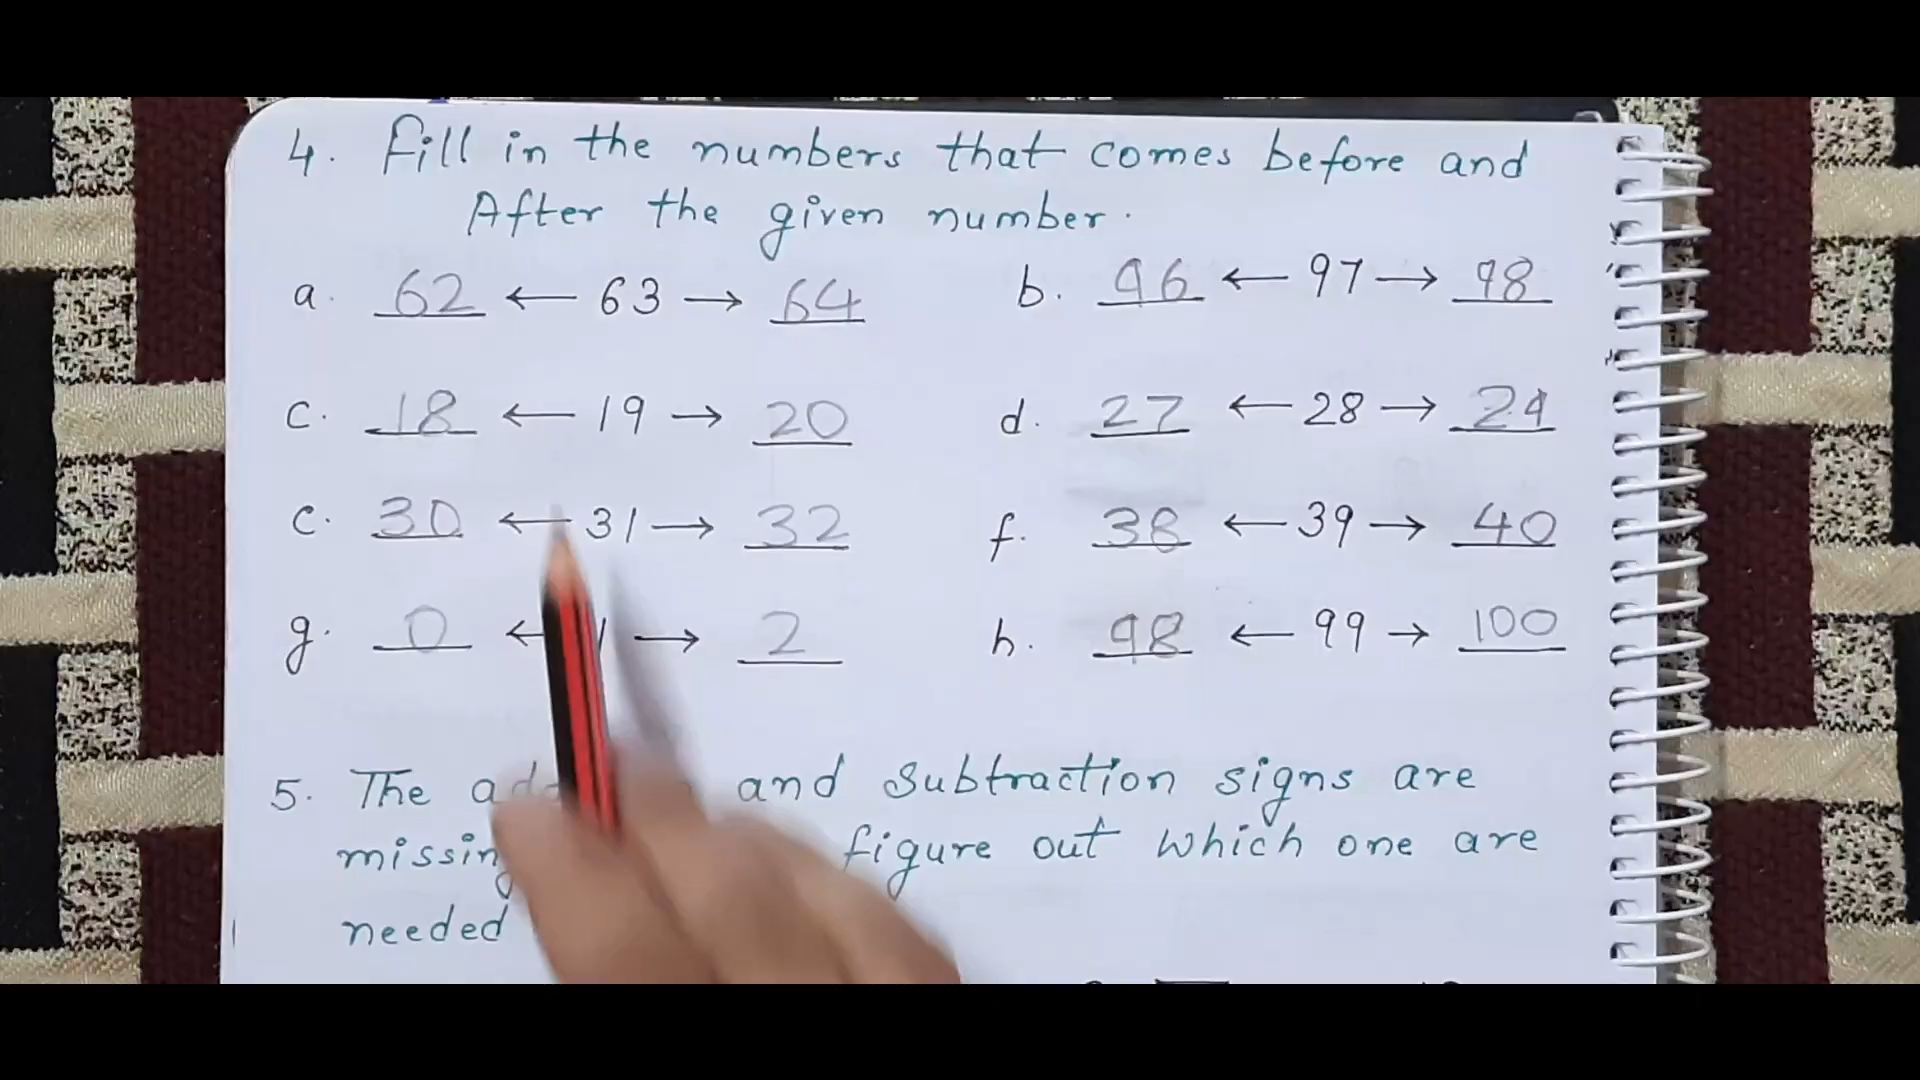 4. Fill in the numbers that comes before and
After the given number.
a. 62 ← 63 → 64 b. 96 ← 97 → 98
c. 18 ← 19 → 20 d. 27 ← 28 → 29
c. 30 ← 31 → 32 f. 38 ← 39 → 40
g. 0 ← 1 → 2 h. 98 ← 99 → 100
5. The and Subtraction signs are
figure out which one are
needed